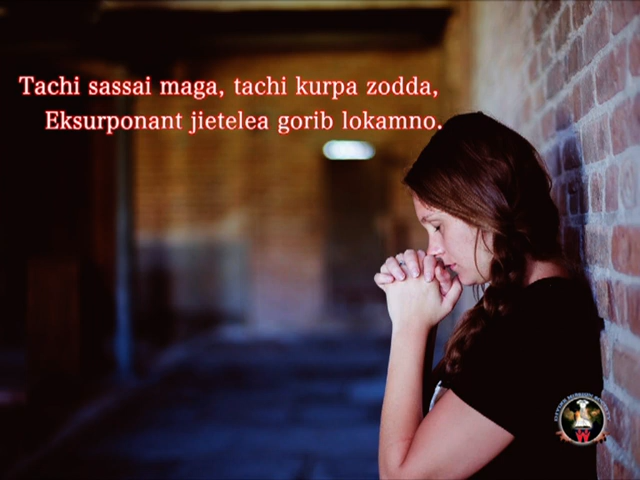 Tachi sassai maga, tachi kurpa zodda,
Eksurponant jietelea gorib lokamno.